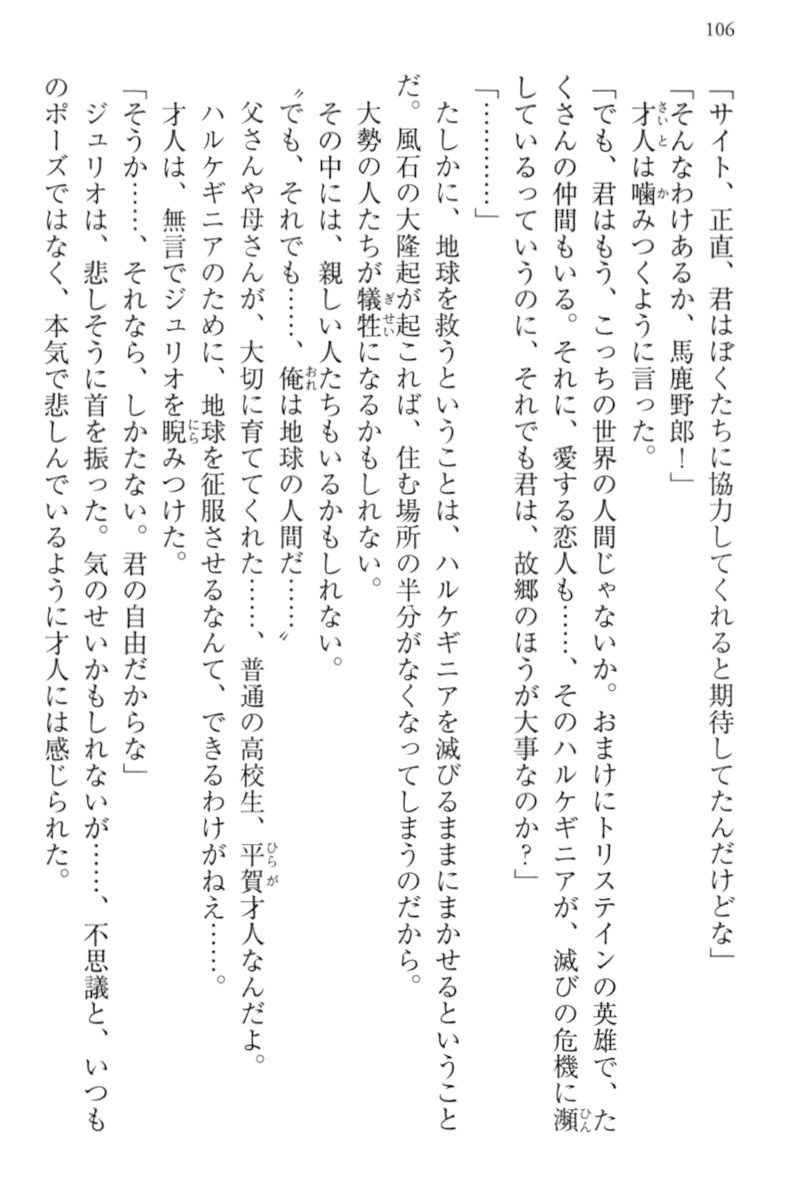 106
「サイト、正直、君はぼくたちに協力してくれると期待してたんだけどな」
「そんなわけあるか、馬鹿野郎！」
才人は噛みつくように言った。
「でも、君はもう、こっちの世界の人間じゃないか。おまけにトリステインの英雄で、た
くさんの仲間もいる。それに、愛する恋人も……、そのハルケギニアが、滅びの危機に瀕
しているっていうのに、それでも君は、故郷のほうが大事なのか？」
「…………」
たしかに、地球を救うということは、ハルケギニアを滅びるままにまかせるということ
だ。風石の大隆起が起これば、住む場所の半分がなくなってしまうのだから。
大勢の人たちが犠牲になるかもしれない。
その中には、親しい人たちもいるかもしれない。
〝でも、それでも……、俺は地球の人間だ……〟
父さんや母さんが、大切に育ててくれた……、普通の高校生、平賀才人なんだよ。
ハルケギニアのために、地球を征服させるなんて、できるわけがねえ……。
才人は、無言でジュリオを睨みつけた。
「そうか……、それなら、しかたない。君の自由だからな」
ジュリオは、悲しそうに首を振った。気のせいかもしれないが……、不思議と、いつも
のポーズではなく、本気で悲しんでいるように才人には感じられた。